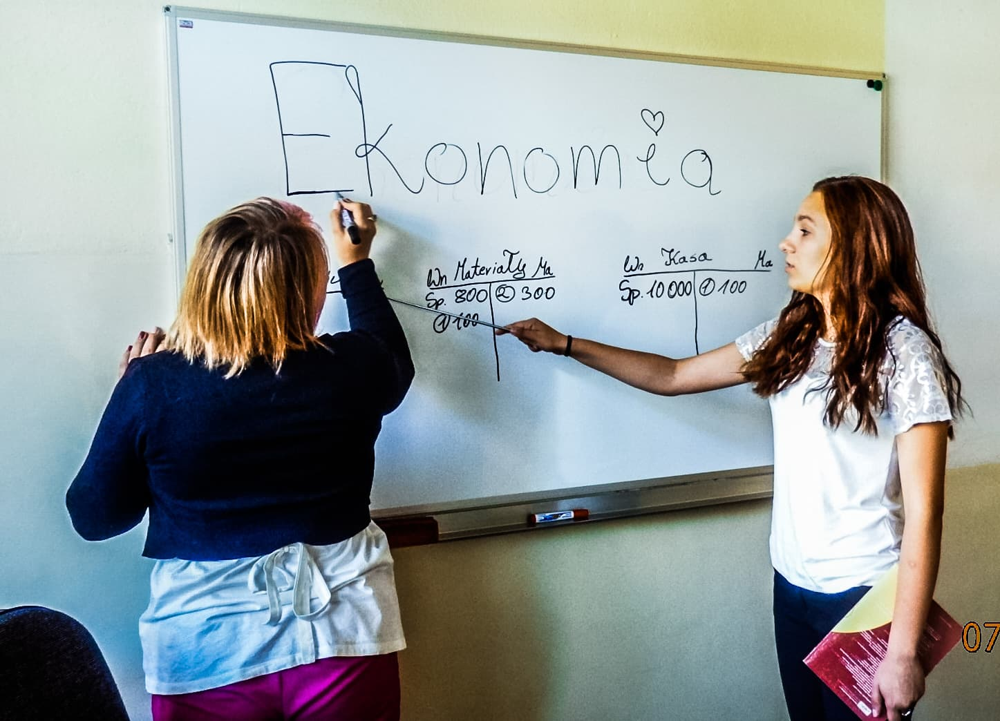 Ekonomia
Wn Materiały Ma
Sp. 800 ② 300
① 100
Wn Kasa Ma
Sp. 10 000 ① 100
07